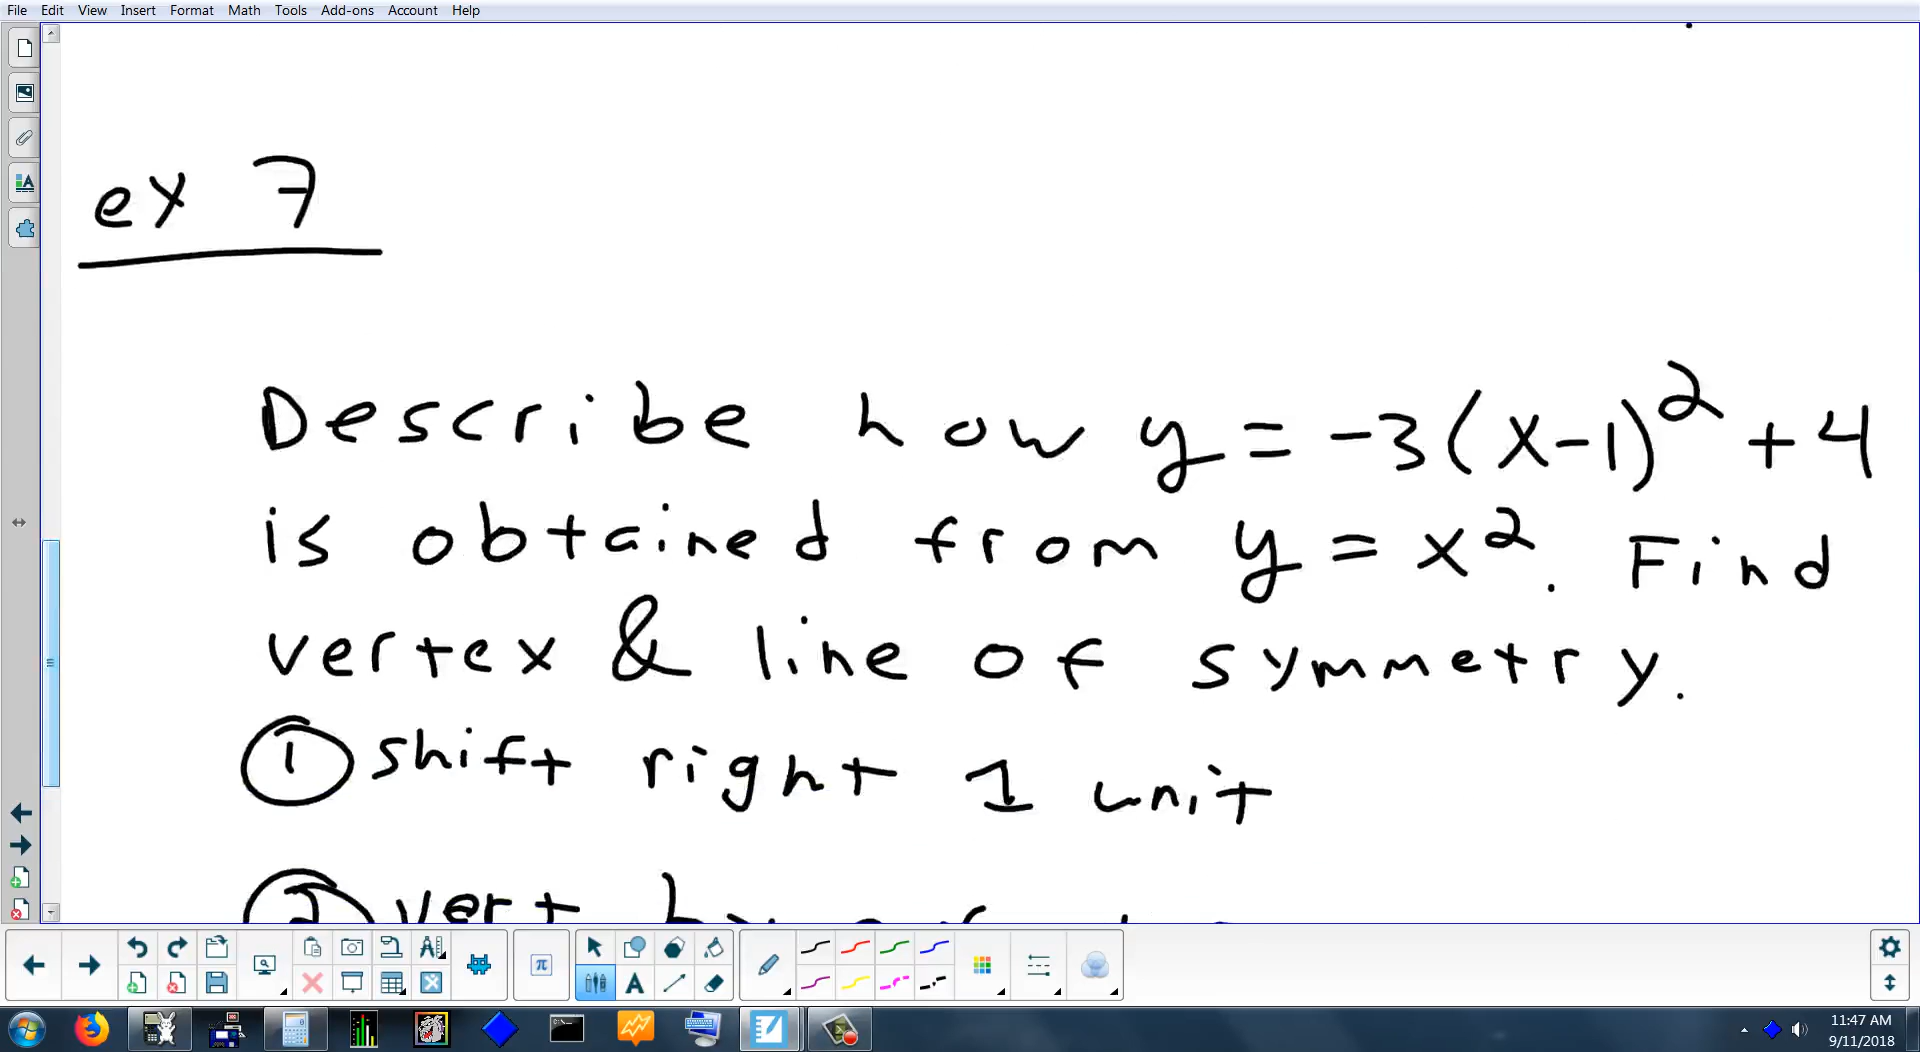 File Edit View Insert Format Math Tools Add-ons Account Help
ex 7
Describe how y = -3(x-1)² + 4
is obtained from y = x². Find
vertex & line of symmetry.
① shift right 1 unit
② vert
11:47 AM
9/11/2018